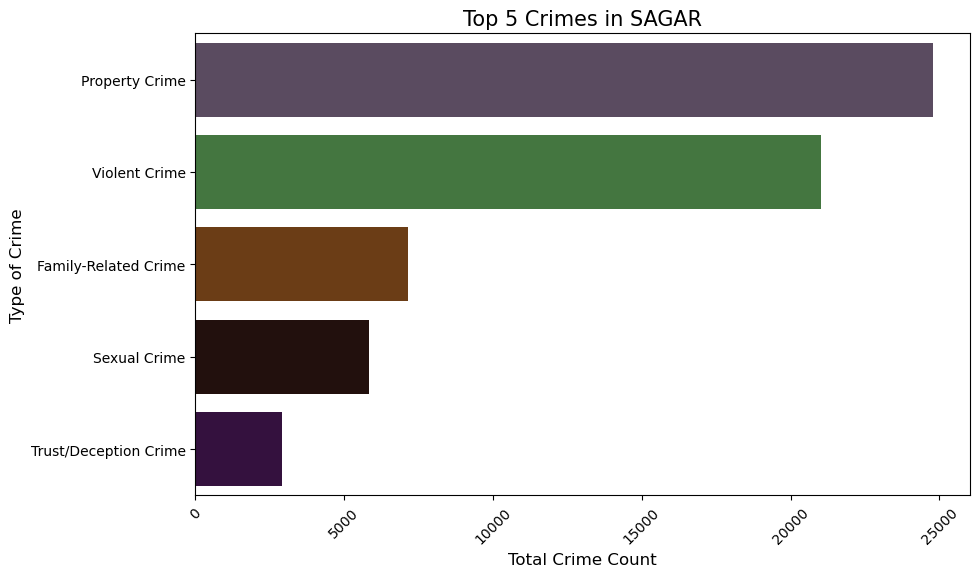 Top 5 Crimes in SAGAR
Type of Crime
Property Crime
Violent Crime
Family-Related Crime
Sexual Crime
Trust/Deception Crime
0
5000
10000
15000
20000
25000
Total Crime Count